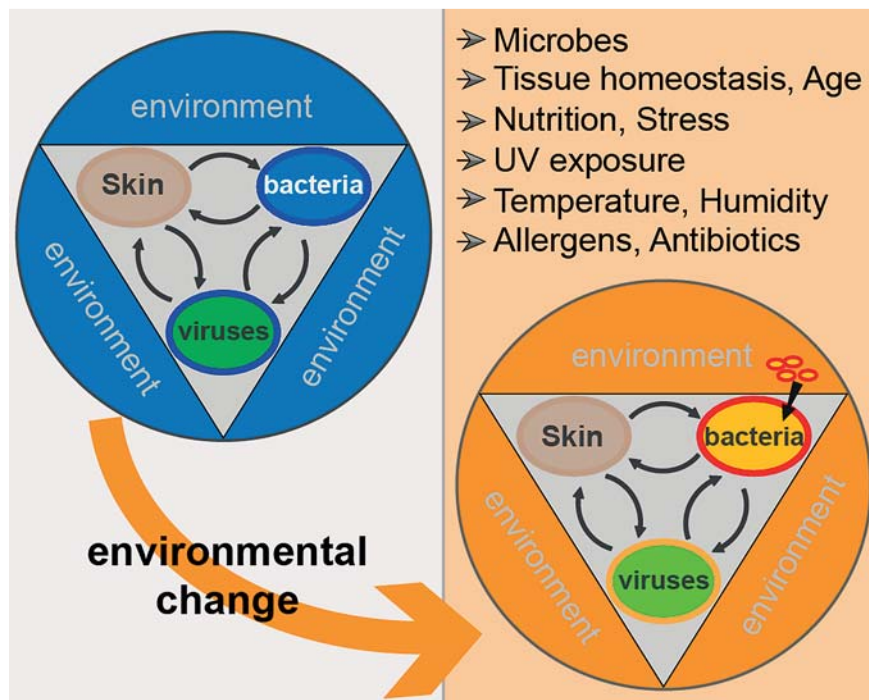 environment
Skin
bacteria
viruses
environment
environment
environmental
change
Microbes
Tissue homeostasis, Age
Nutrition, Stress
UV exposure
Temperature, Humidity
Allergens, Antibiotics
environment
Skin
bacteria
viruses
environment
environment